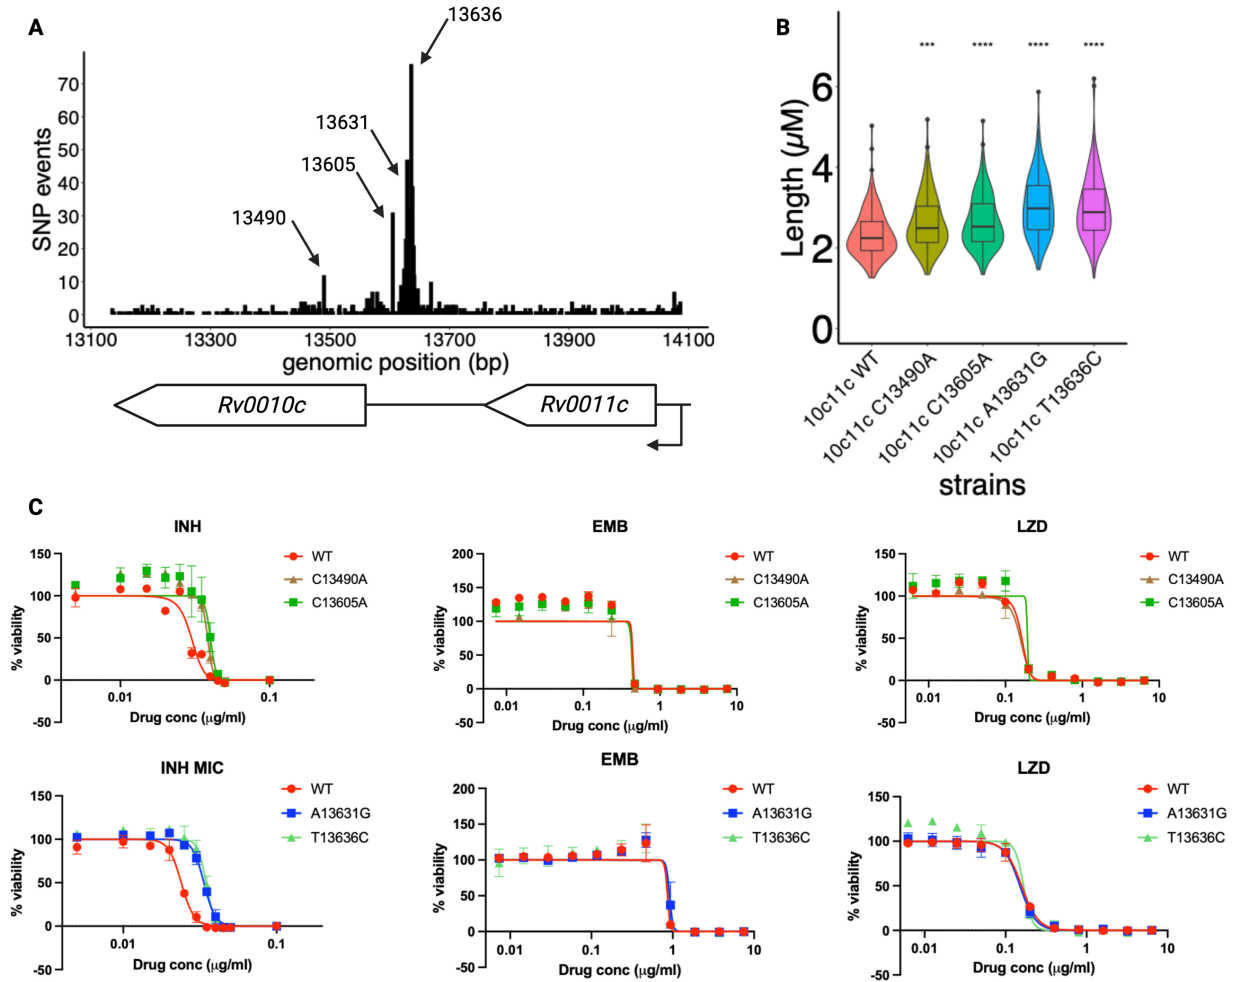 A
13636
13631
13605
13490
SNP events
70
60
50
40
30
20
10
0
13100 13300 13500 13700 13900 14100
genomic position (bp)
Rv0010c Rv0011c
B
*** **** **** ****
Length (µM)
6
4
2
0
10c11c WT
10c11c C13490A
10c11c C13605A
10c11c A13631G
10c11c T13636C
strains
C
INH
% viability
150
100
50
0
-50
0.01 0.1
Drug conc (µg/ml)
WT
C13490A
C13605A
EMB
% viability
200
150
100
50
0
-50
0.01 0.1 1 10
Drug conc (µg/ml)
WT
C13490A
C13605A
LZD
% viability
150
100
50
0
-50
0.01 0.1 1 10
Drug conc (µg/ml)
WT
C13490A
C13605A
INH MIC
% viability
150
100
50
0
-50
0.01 0.1
Drug conc (µg/ml)
WT
A13631G
T13636C
EMB
% viability
200
150
100
50
0
-50
0.01 0.1 1 10
Drug conc (µg/ml)
WT
A13631G
T13636C
LZD
% viability
150
100
50
0
-50
0.01 0.1 1 10
Drug conc (µg/ml)
WT
A13631G
T13636C